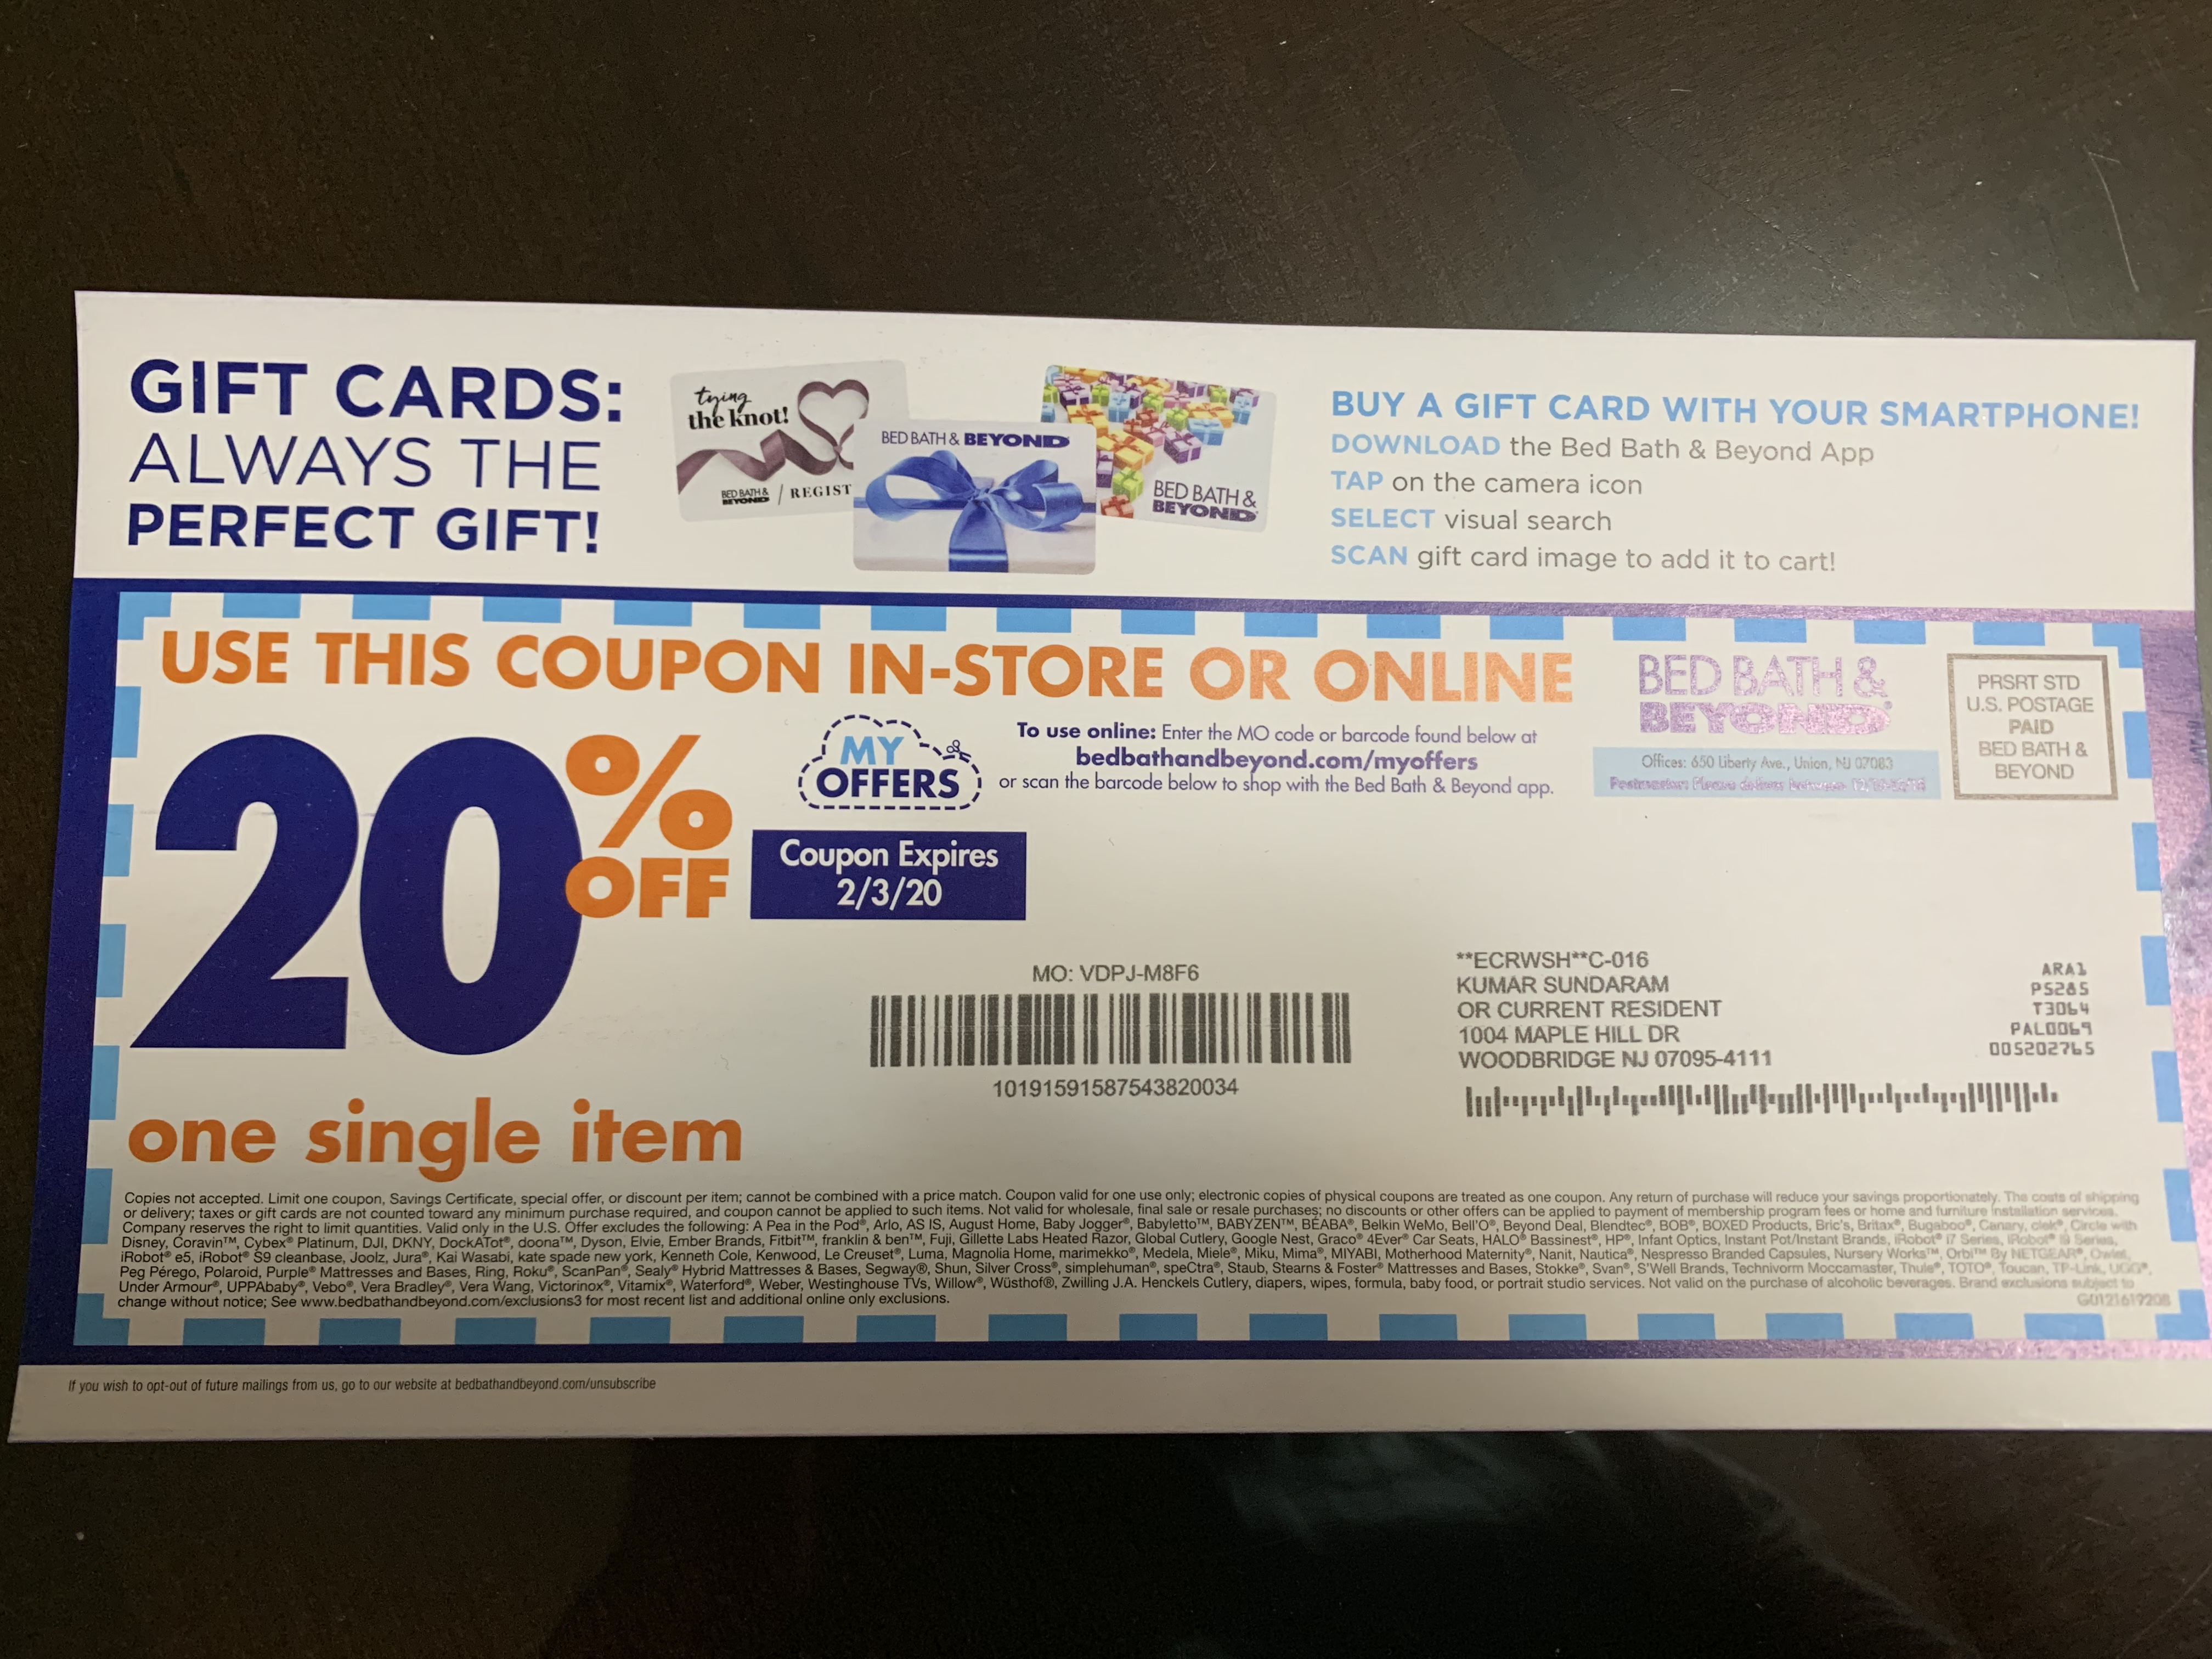 GIFT CARDS:
ALWAYS THE
PERFECT GIFT!
tying
the knot!
BED BATH &
BEYOND / REGIST
BED BATH & BEYOND
BED BATH &
BEYOND
BUY A GIFT CARD WITH YOUR SMARTPHONE!
DOWNLOAD the Bed Bath & Beyond App
TAP on the camera icon
SELECT visual search
SCAN gift card image to add it to cart!
USE THIS COUPON IN-STORE OR ONLINE
20% OFF
one single item
MY
OFFERS
To use online: Enter the MO code or barcode found below at
bedbathandbeyond.com/myoffers
or scan the barcode below to shop with the Bed Bath & Beyond app.
Coupon Expires
2/3/20
MO: VDPJ-M8F6
10191591587543820034
BED BATH &
BEYOND®
Offices: 650 Liberty Ave., Union, NJ 07083
PRSRT STD
U.S. POSTAGE
PAID
BED BATH &
BEYOND
**ECRWSH**C-016
KUMAR SUNDARAM
OR CURRENT RESIDENT
1004 MAPLE HILL DR
WOODBRIDGE NJ 07095-4111
ARA1
P5285
T3064
PAL0069
005202765
Copies not accepted. Limit one coupon, Savings Certificate, special offer, or discount per item; cannot be combined with a price match. Coupon valid for one use only; electronic copies of physical coupons are treated as one coupon. Any return of purchase will reduce your savings proportionately. The costs of shipping
or delivery; taxes or gift cards are not counted toward any minimum purchase required, and coupon cannot be applied to such items. Not valid for wholesale, final sale or resale purchases; no discounts or other offers can be applied to payment of membership program fees or home and furniture installation services.
Company reserves the right to limit quantities. Valid only in the U.S. Offer excludes the following: A Pea in the Pod®, Arlo, AS IS, August Home, Baby Jogger®, Babyletto™, BABYZEN™, BÉABA®, Belkin WeMo, Bell'O®, Beyond Deal, Blendtec®, BOB®, BOXED Products, Bric's, Britax®, Bugaboo®, Canary, clek® Circle with
Disney, Coravin™, Cybex® Platinum, DJI, DKNY, DockATot®, doona™, Dyson, Elvie, Ember Brands, Fitbit™, franklin & ben™, Fuji, Gillette Labs Heated Razor, Global Cutlery, Google Nest, Graco® 4Ever® Car Seats, HALO® Bassinest®, HP®, Infant Optics, Instant Pot/Instant Brands, iRobot® i7 Series,
iRobot® e5, iRobot® S9 cleanbase, Joolz, Jura®, Kai Wasabi, kate spade new york, Kenneth Cole, Kenwood, Le Creuset®, Luma, Magnolia Home, marimekko®, Medela, Miele®, Miku, Mima®, MIYABI, Motherhood Maternity®, Nanit, Nautica®, Nespresso Branded Capsules, Nursery Works™ Orbi™ By NETGEAR®, Owlet,
Peg Pérego, Polaroid, Purple® Mattresses and Bases, Ring, Roku®, ScanPan®, Sealy® Hybrid Mattresses & Bases, Segway®, Shun, Silver Cross®, simplehuman®, speCtra®, Staub, Stearns & Foster® Mattresses and Bases, Stokke®, Svan®, S'Well Brands, Technivorm Moccamaster, Thule®, TOTO®, Toucan, TP-Link, UGG®,
Under Armour®, UPPAbaby®, Vebo®, Vera Bradley®, Vera Wang, Victorinox®, Vitamix®, Waterford®, Weber, Westinghouse TVs, Willow®, Wüsthof®, Zwilling J.A. Henckels Cutlery, diapers, wipes, formula, baby food, or portrait studio services. Not valid on the purchase of alcoholic beverages. Brand exclusions subject to
change without notice; See www.bedbathandbeyond.com/exclusions3 for most recent list and additional online only exclusions.
If you wish to opt-out of future mailings from us, go to our website at bedbathandbeyond.com/unsubscribe